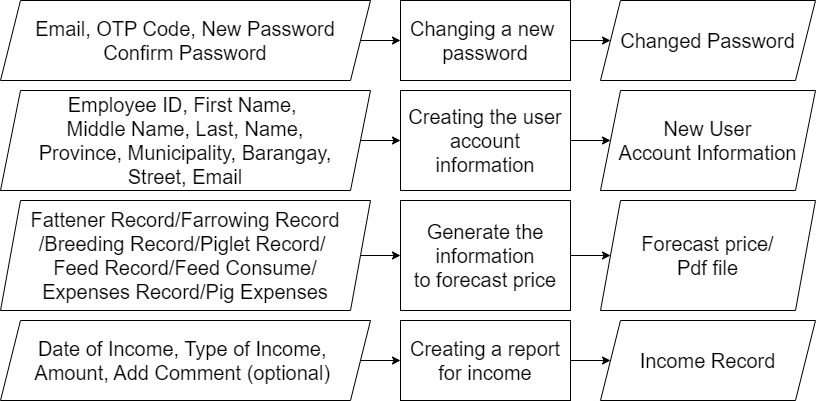 Email, OTP Code, New Password
Confirm Password
Changing a new
password
Changed Password
Employee ID, First Name,
Middle Name, Last, Name,
Province, Municipality, Barangay,
Street, Email
Creating the user
account
information
New User
Account Information
Fattener Record/Farrowing Record
/Breeding Record/Piglet Record/
Feed Record/Feed Consume/
Expenses Record/Pig Expenses
Generate the
information
to forecast price
Forecast price/
Pdf file
Date of Income, Type of Income,
Amount, Add Comment (optional)
Creating a report
for income
Income Record